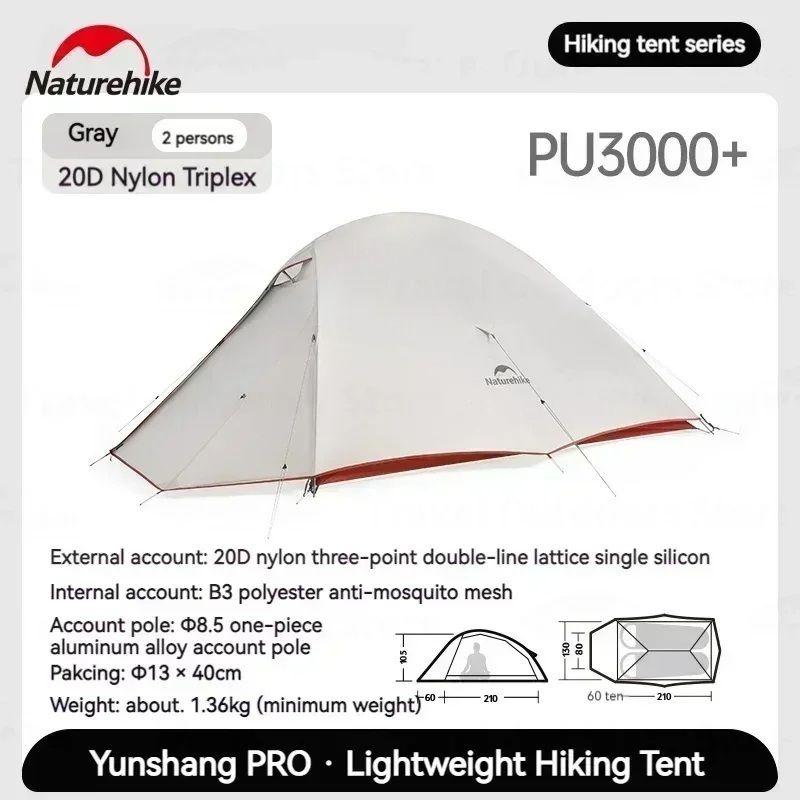 Naturehike
Hiking tent series
Gray
2 persons
20D Nylon Triplex
PU3000+
Naturehike
External account: 20D nylon three-point double-line lattice single silicon
Internal account: B3 polyester anti-mosquito mesh
Account pole: Φ8.5 one-piece
aluminum alloy account pole
Pakcing: Φ13 × 40cm
Weight: about. 1.36kg (minimum weight)
105
60
210
130
80
60 ten
210
Yunshang PRO · Lightweight Hiking Tent